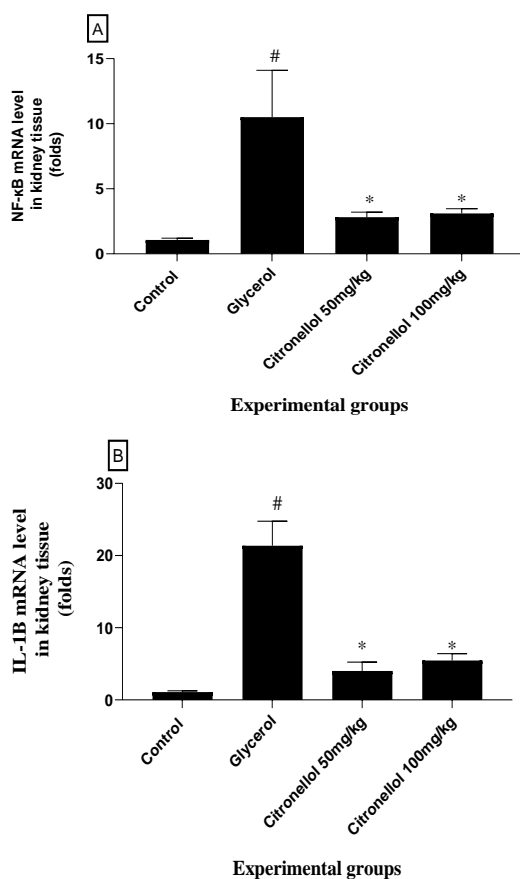 A
NF-κB mRNA level
in kidney tissue
(folds)
15
10
5
0
#
*
*
Control
Glycerol
Citronellol 50mg/kg
Citronellol 100mg/kg
Experimental groups
B
IL-1B mRNA level
in kidney tissue
(folds)
30
20
10
0
#
*
*
Control
Glycerol
Citronellol 50mg/kg
Citronellol 100mg/kg
Experimental groups